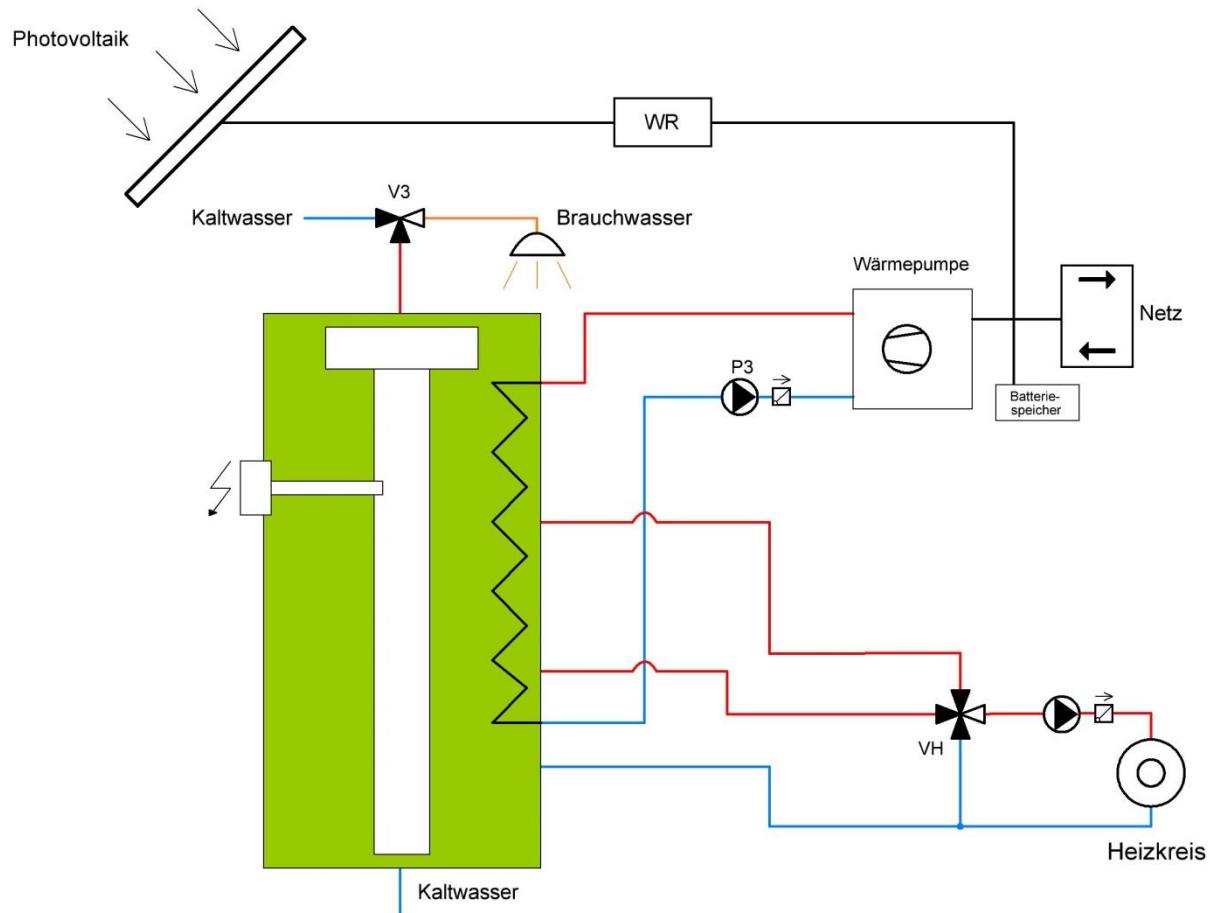 Photovoltaik
WR
V3
Kaltwasser
Brauchwasser
Wärmepumpe
Netz
P3
Batterie-
speicher
VH
Heizkreis
Kaltwasser